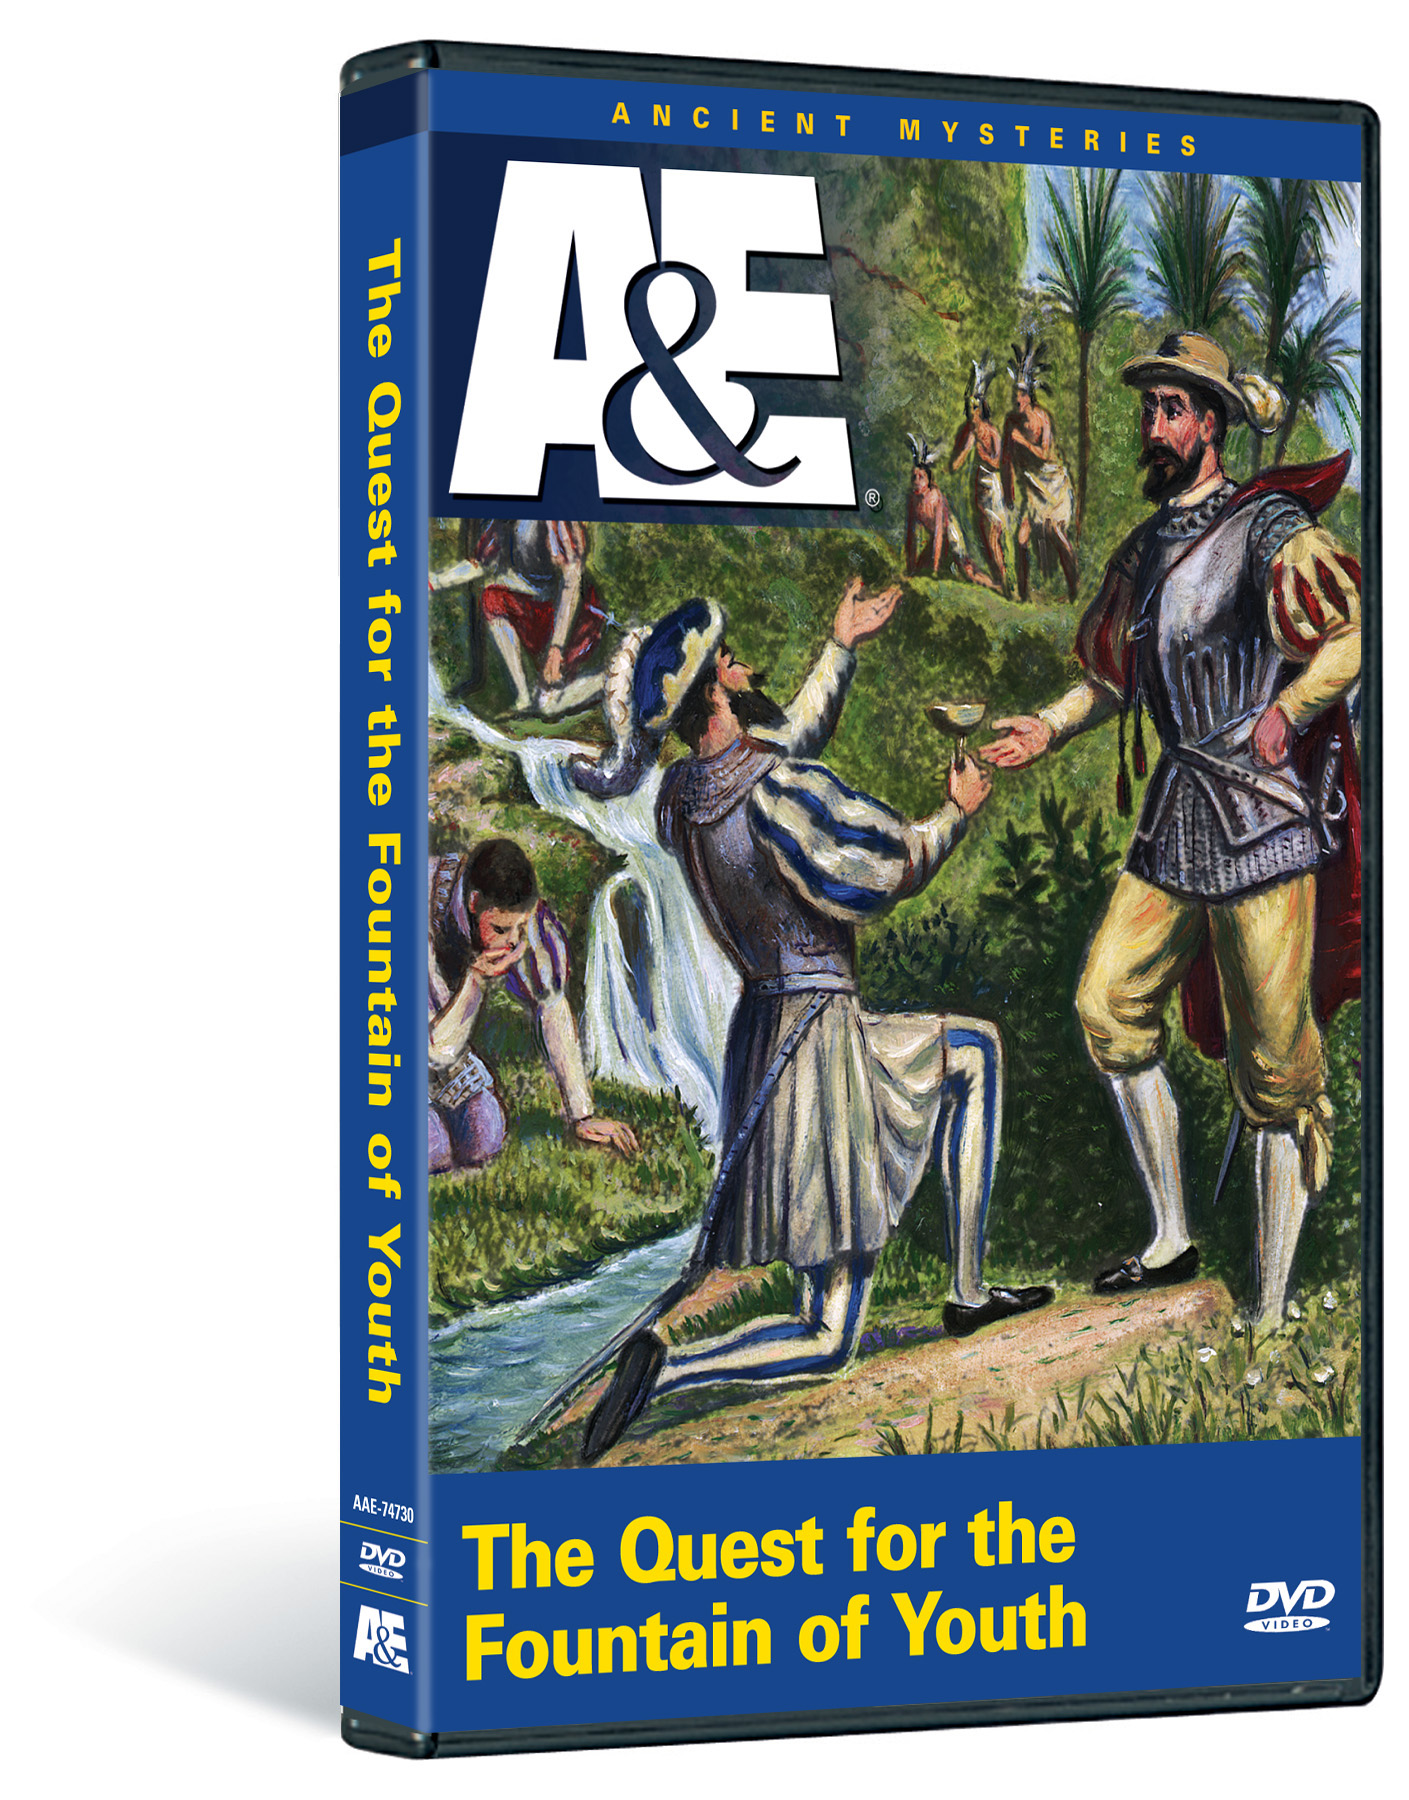 ANCIENT MYSTERIES
A&E®
The Quest for the
Fountain of Youth
DVD
VIDEO
The Quest for the Fountain of Youth
AAE-74730
DVD
VIDEO
A&E